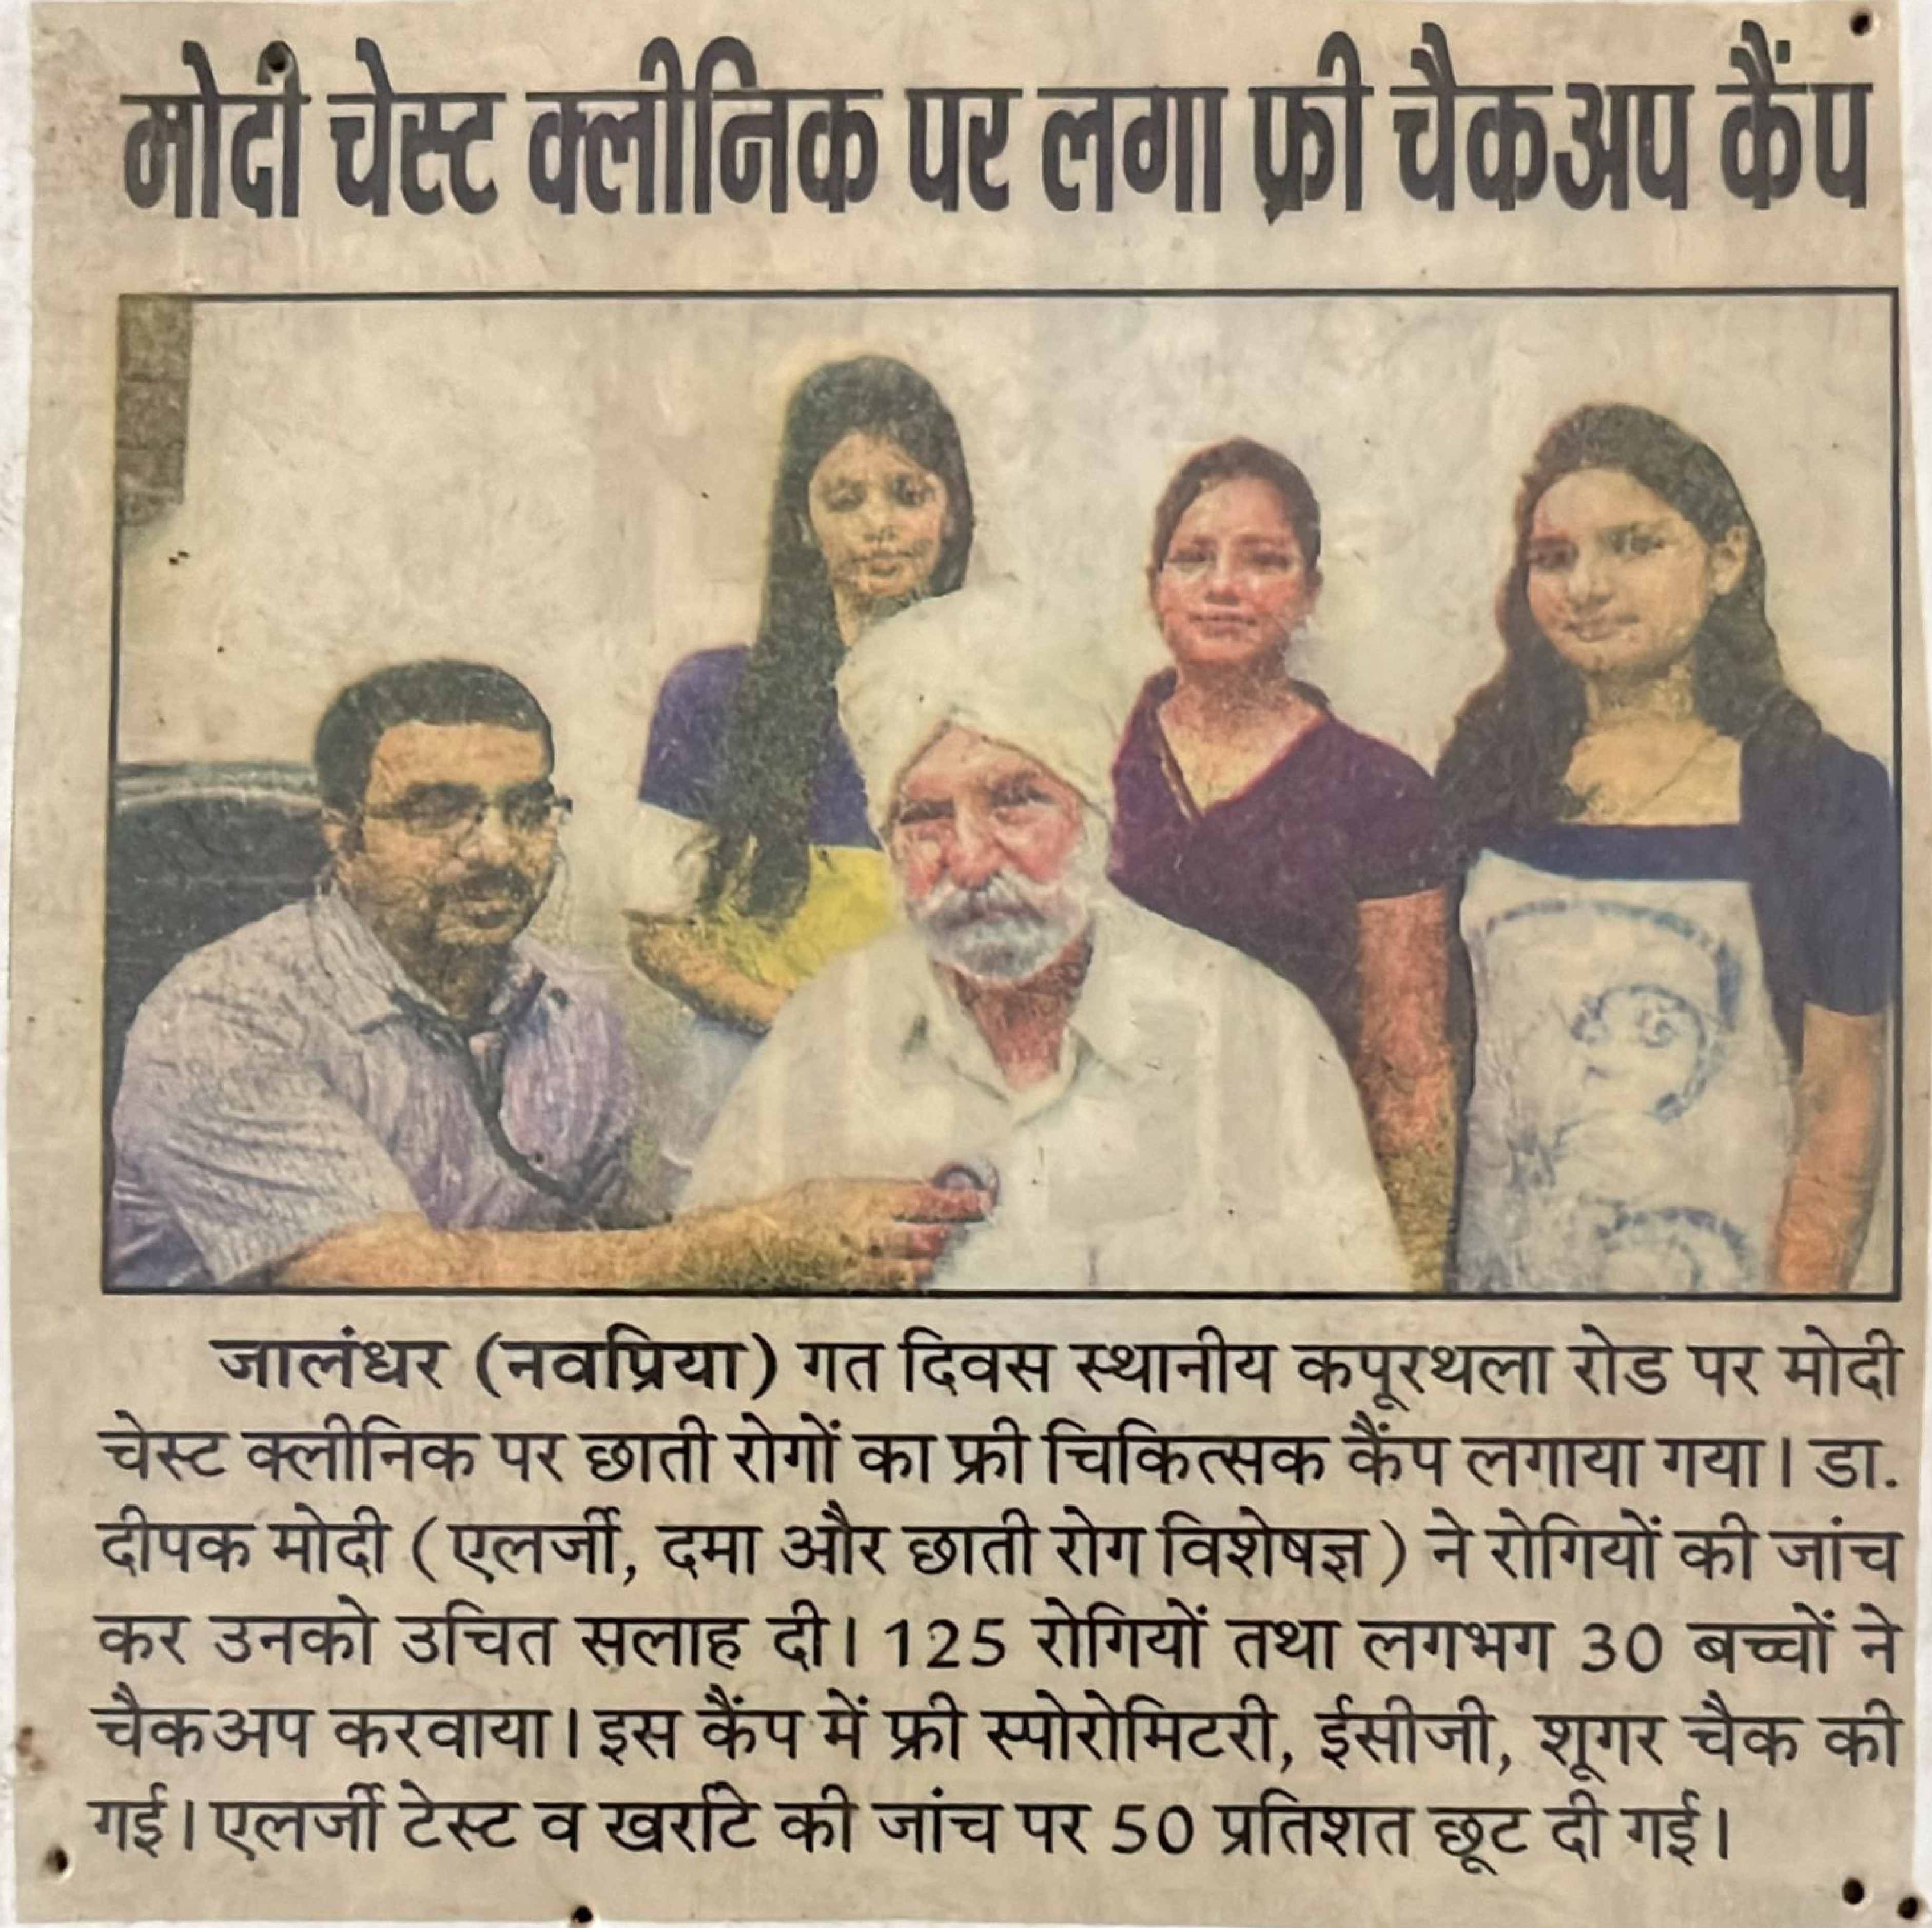 मोदी चेस्ट क्लीनिक पर लगा फ्री चैकअप कैंप
जालंधर (नवप्रिया) गत दिवस स्थानीय कपूरथला रोड पर मोदी
चेस्ट क्लीनिक पर छाती रोगों का फ्री चिकित्सक कैंप लगाया गया। डा.
दीपक मोदी (एलर्जी, दमा और छाती रोग विशेषज्ञ) ने रोगियों की जांच
कर उनको उचित सलाह दी। 125 रोगियों तथा लगभग 30 बच्चों ने
चैकअप करवाया। इस कैंप में फ्री स्पोरोमिटरी, ईसीजी, शूगर चैक की
गई। एलर्जी टेस्ट व खर्राटे की जांच पर 50 प्रतिशत छूट दी गई।